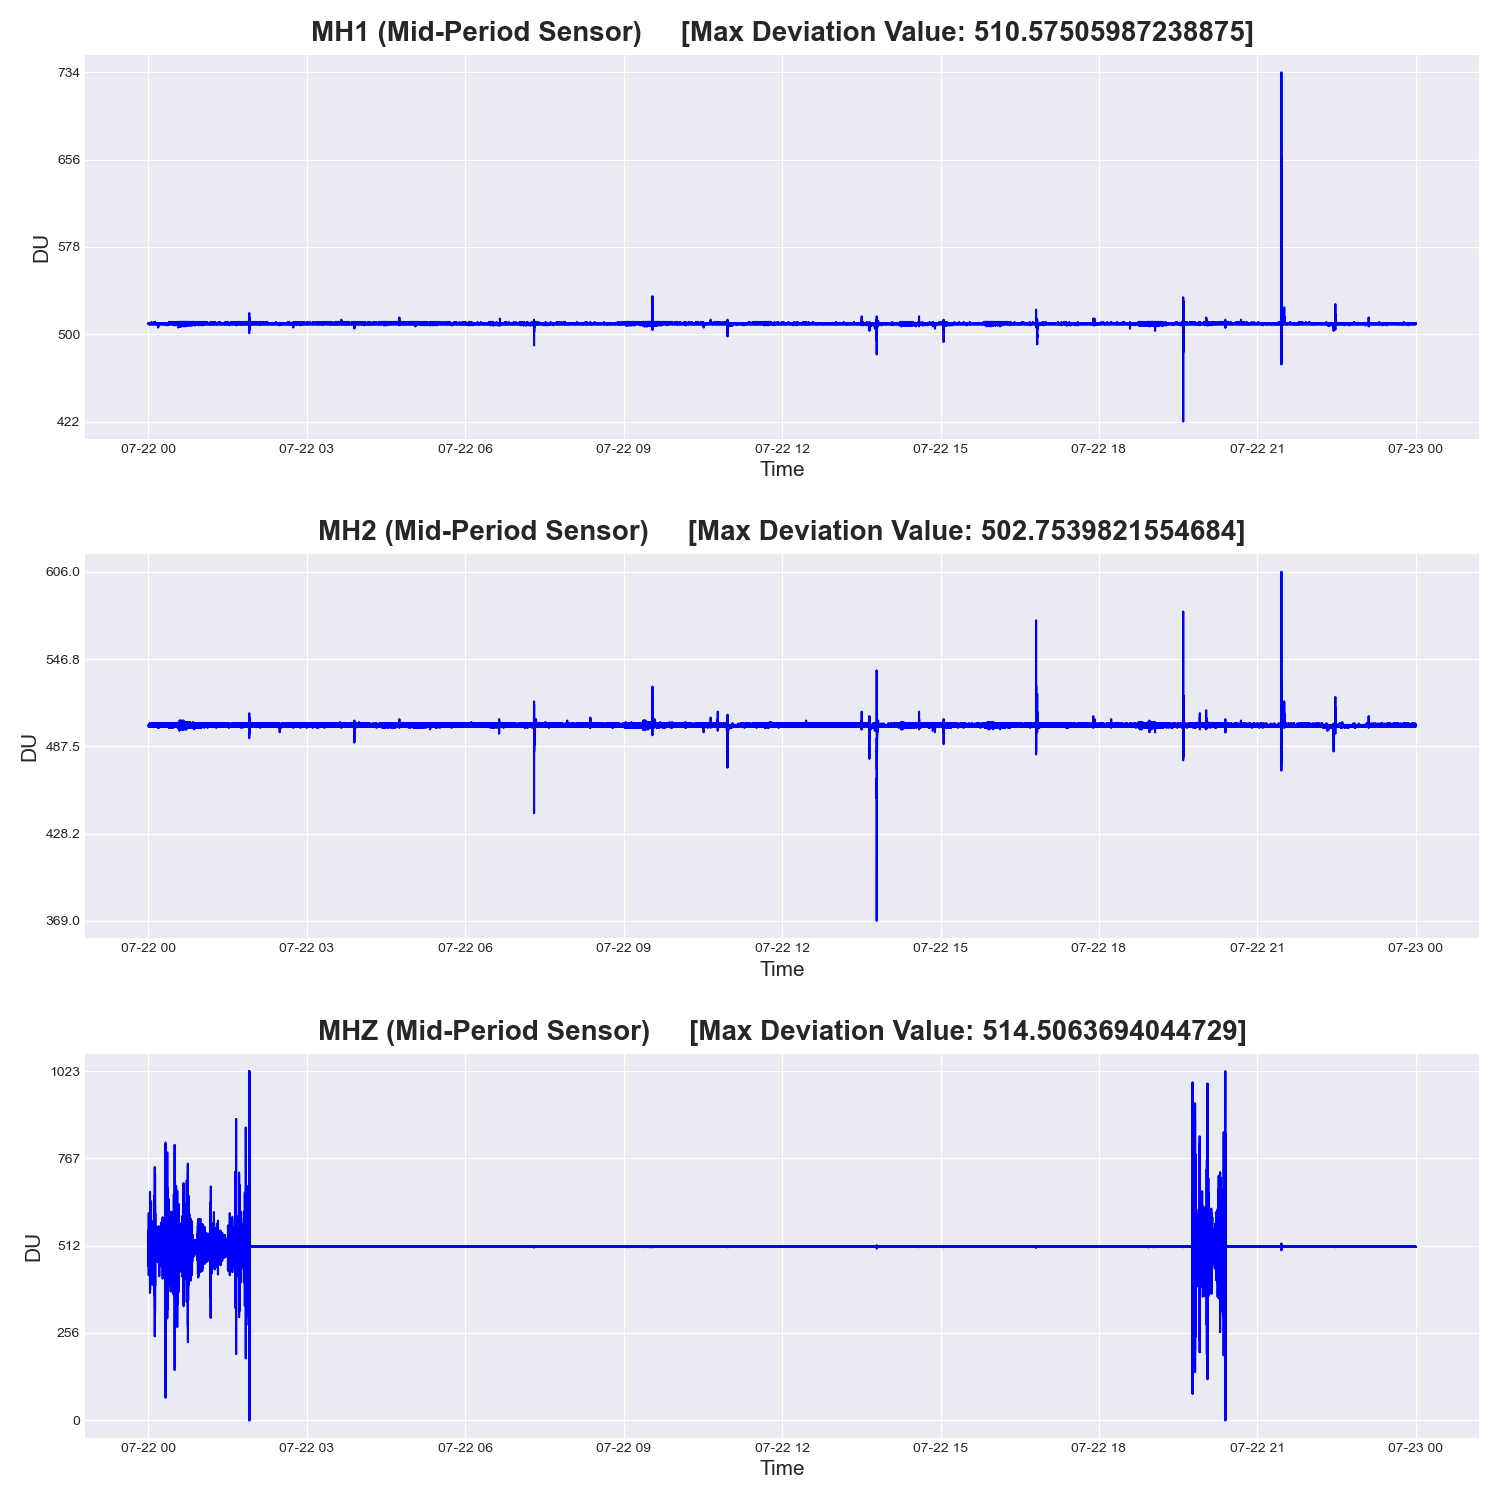 MH1 (Mid-Period Sensor) [Max Deviation Value: 510.57505987238875]
734
656
578
500
422
DU
07-22 00 07-22 03 07-22 06 07-22 09 07-22 12 07-22 15 07-22 18 07-22 21 07-23 00
Time
MH2 (Mid-Period Sensor) [Max Deviation Value: 502.7539821554684]
606.0
546.8
487.5
428.2
369.0
DU
07-22 00 07-22 03 07-22 06 07-22 09 07-22 12 07-22 15 07-22 18 07-22 21 07-23 00
Time
MHZ (Mid-Period Sensor) [Max Deviation Value: 514.5063694044729]
1023
767
512
256
0
DU
07-22 00 07-22 03 07-22 06 07-22 09 07-22 12 07-22 15 07-22 18 07-22 21 07-23 00
Time